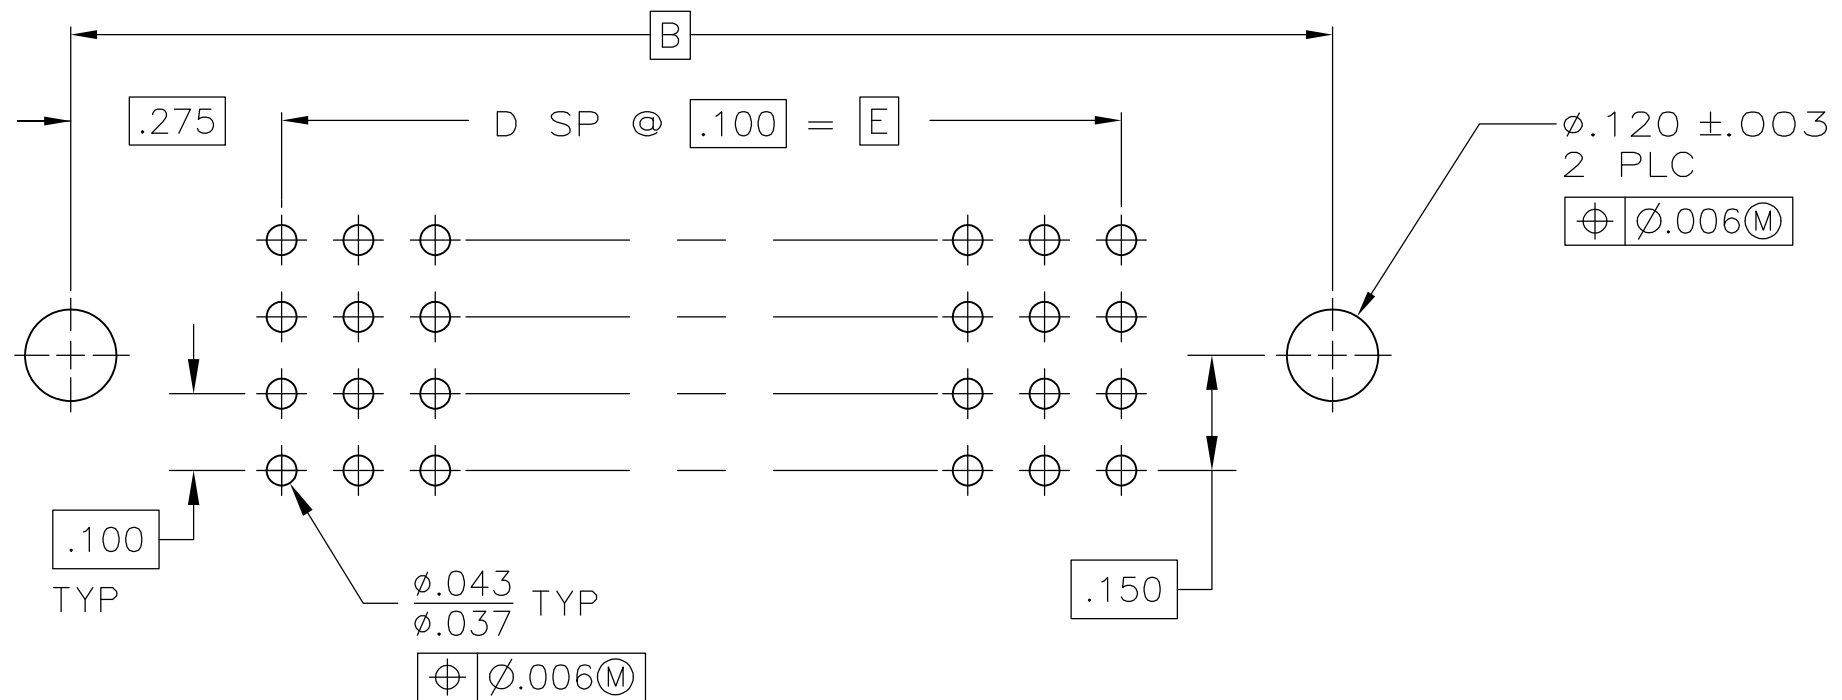 B
.275
D SP @ .100 = E
⌀.120 ±.003
2 PLC
⌖ ⌀.006Ⓜ
.100
TYP
⌀.043
⌀.037 TYP
⌖ ⌀.006Ⓜ
.150